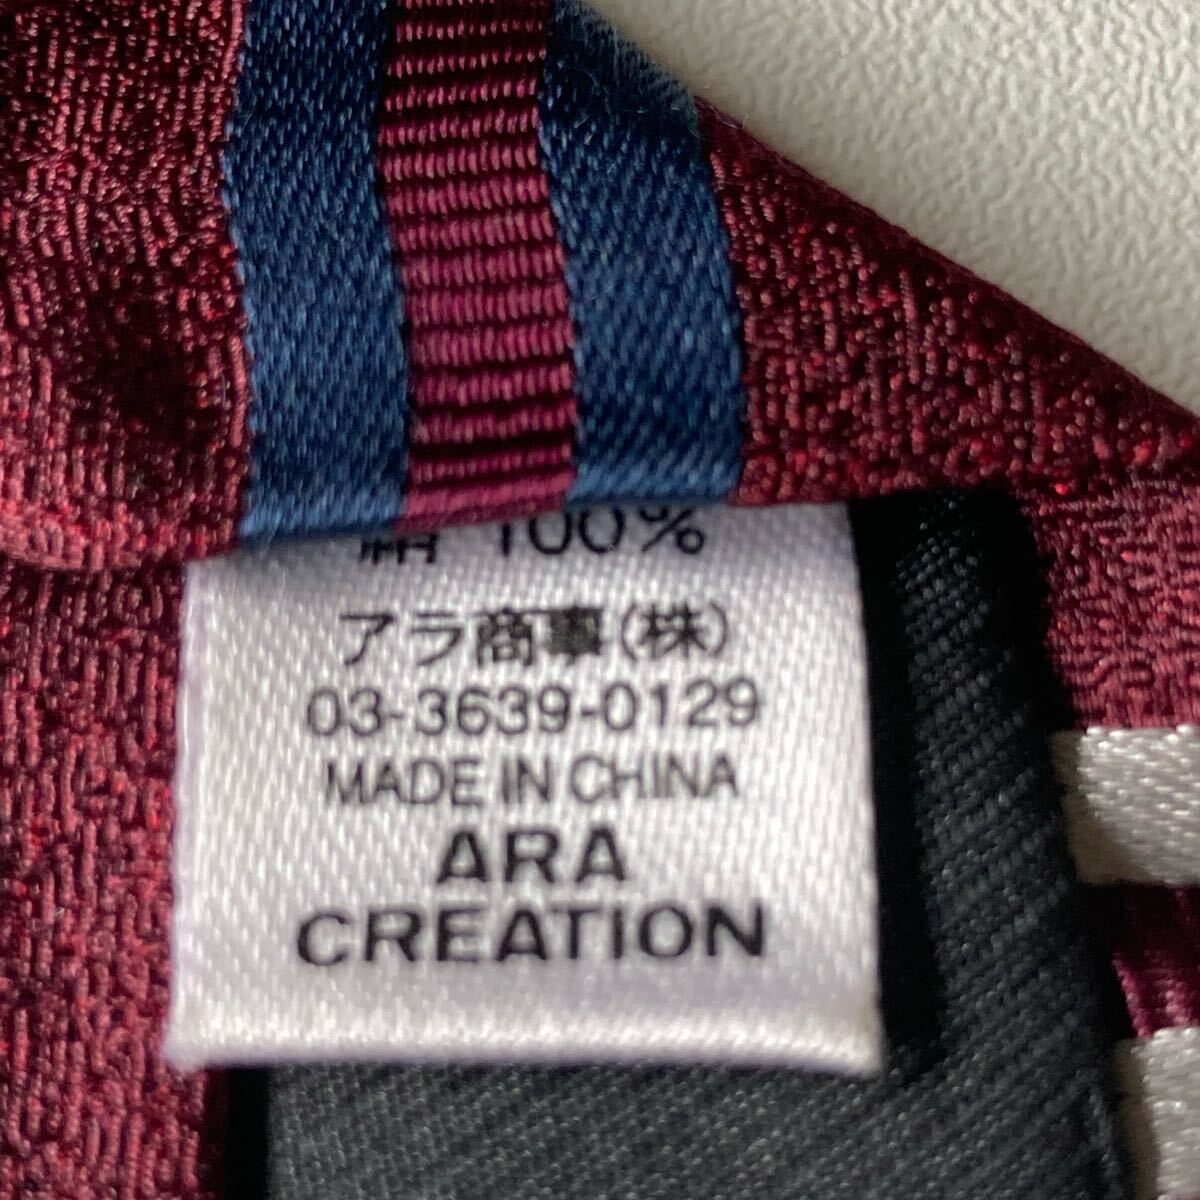 絹 100%
アラ商事(株)
03-3639-0129
MADE IN CHINA
ARA
CREATION